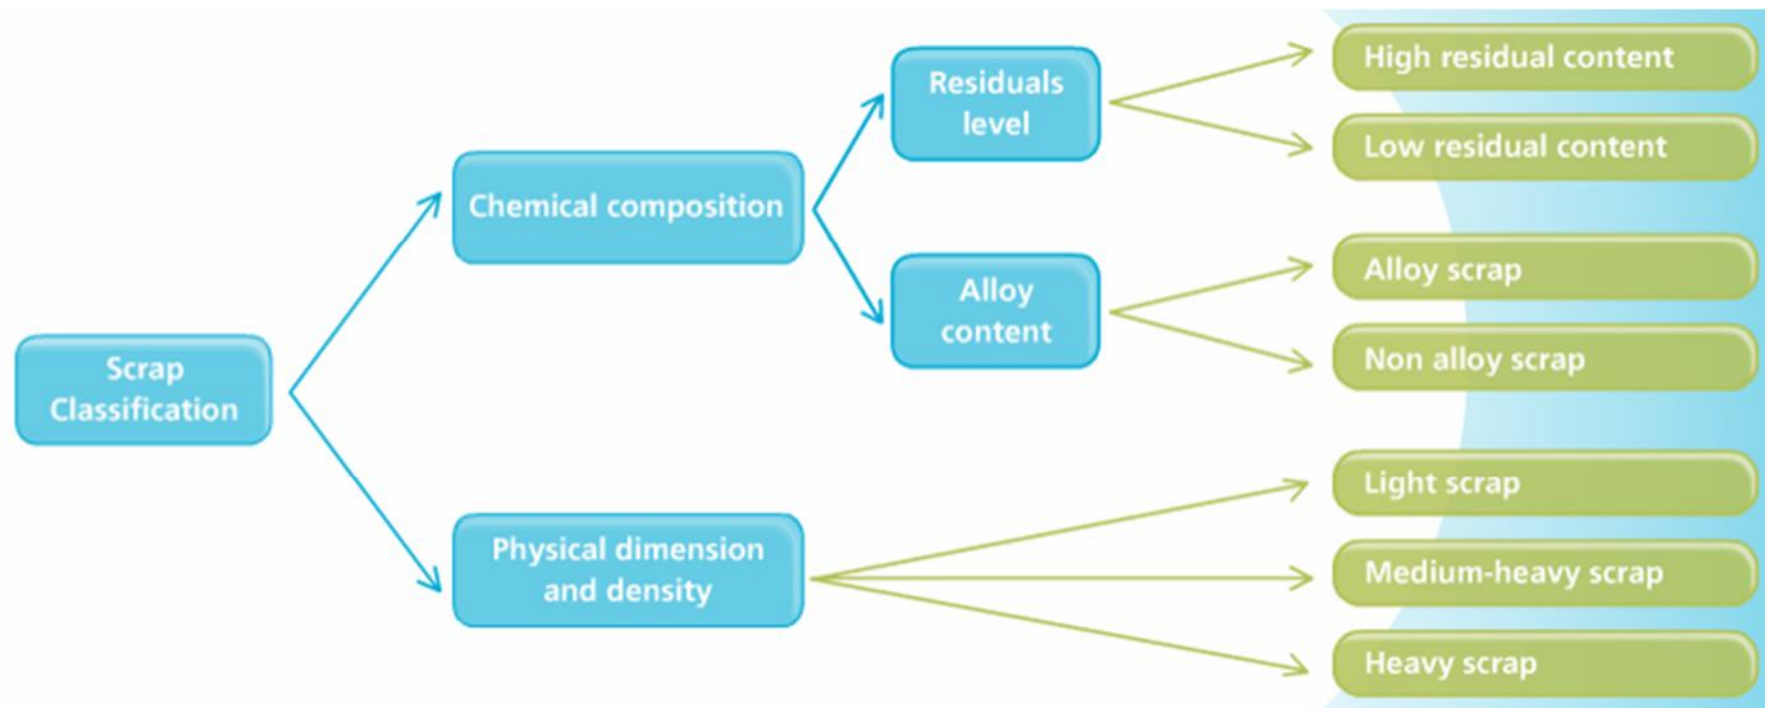 Scrap
Classification
Chemical composition
Physical dimension
and density
Residuals
level
Alloy
content
High residual content
Low residual content
Alloy scrap
Non alloy scrap
Light scrap
Medium-heavy scrap
Heavy scrap